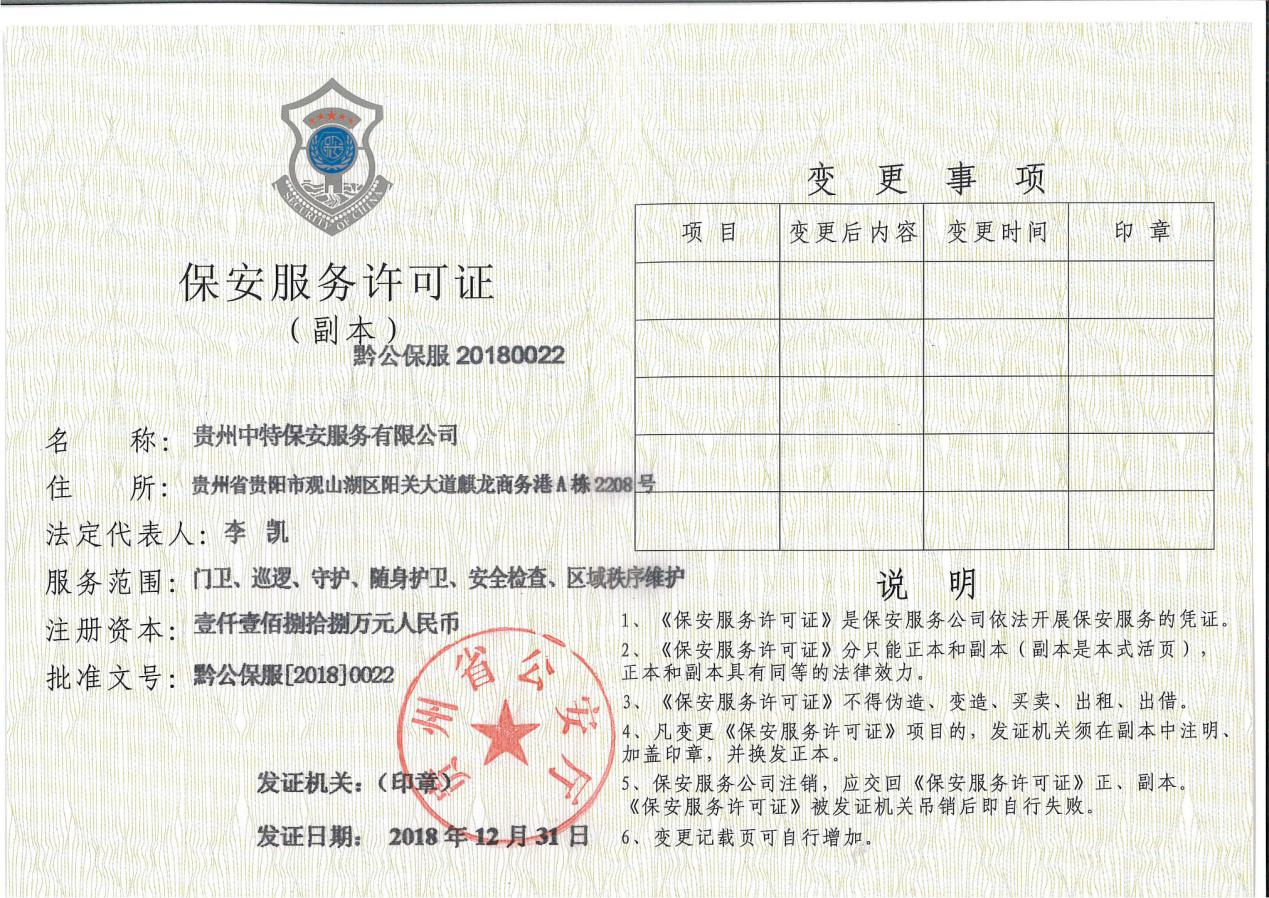 SECURITY OF CHINA
保安服务许可证
（副本）
黔公保服 20180022
名称：贵州中特保安服务有限公司
住所：贵州省贵阳市观山湖区阳关大道麒龙商务港A栋2208号
法定代表人：李 凯
服务范围：门卫、巡逻、守护、随身护卫、安全检查、区域秩序维护
注册资本：壹仟壹佰捌拾捌万元人民币
批准文号：黔公保服[2018]0022
贵州省公安厅
发证机关：（印章）
发证日期： 2018 年 12 月 31 日
变更事项
项目 变更后内容 变更时间 印章
说明
1、《保安服务许可证》是保安服务公司依法开展保安服务的凭证。
2、《保安服务许可证》分只能正本和副本（副本是本式活页），
正本和副本具有同等的法律效力。
3、《保安服务许可证》不得伪造、变造、买卖、出租、出借。
4、凡变更《保安服务许可证》项目的，发证机关须在副本中注明、
加盖印章，并换发正本。
5、保安服务公司注销，应交回《保安服务许可证》正、副本。
《保安服务许可证》被发证机关吊销后即自行失败。
6、变更记载页可自行增加。